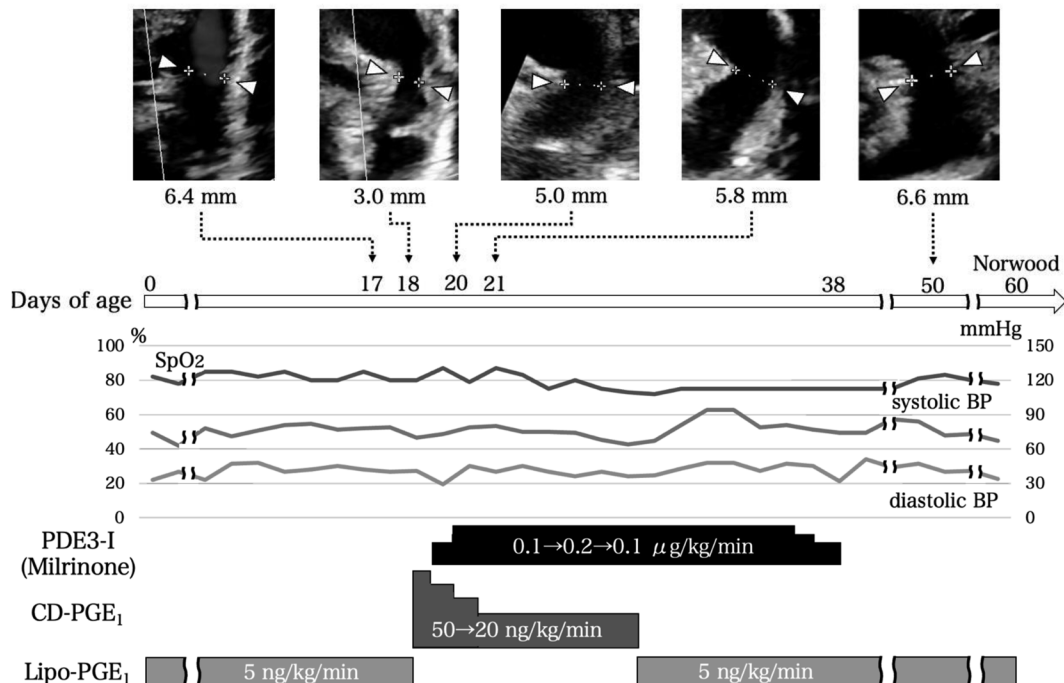 6.4 mm 3.0 mm 5.0 mm 5.8 mm 6.6 mm
Norwood
Days of age 0 17 18 20 21 38 50 60
% mmHg
100 150
SpO2
80 120
systolic BP
60 90
40 60
20 30
diastolic BP
0 0
PDE3-I
(Milrinone)
0.1→0.2→0.1 μg/kg/min
CD-PGE1
50→20 ng/kg/min
Lipo-PGE1 5 ng/kg/min 5 ng/kg/min